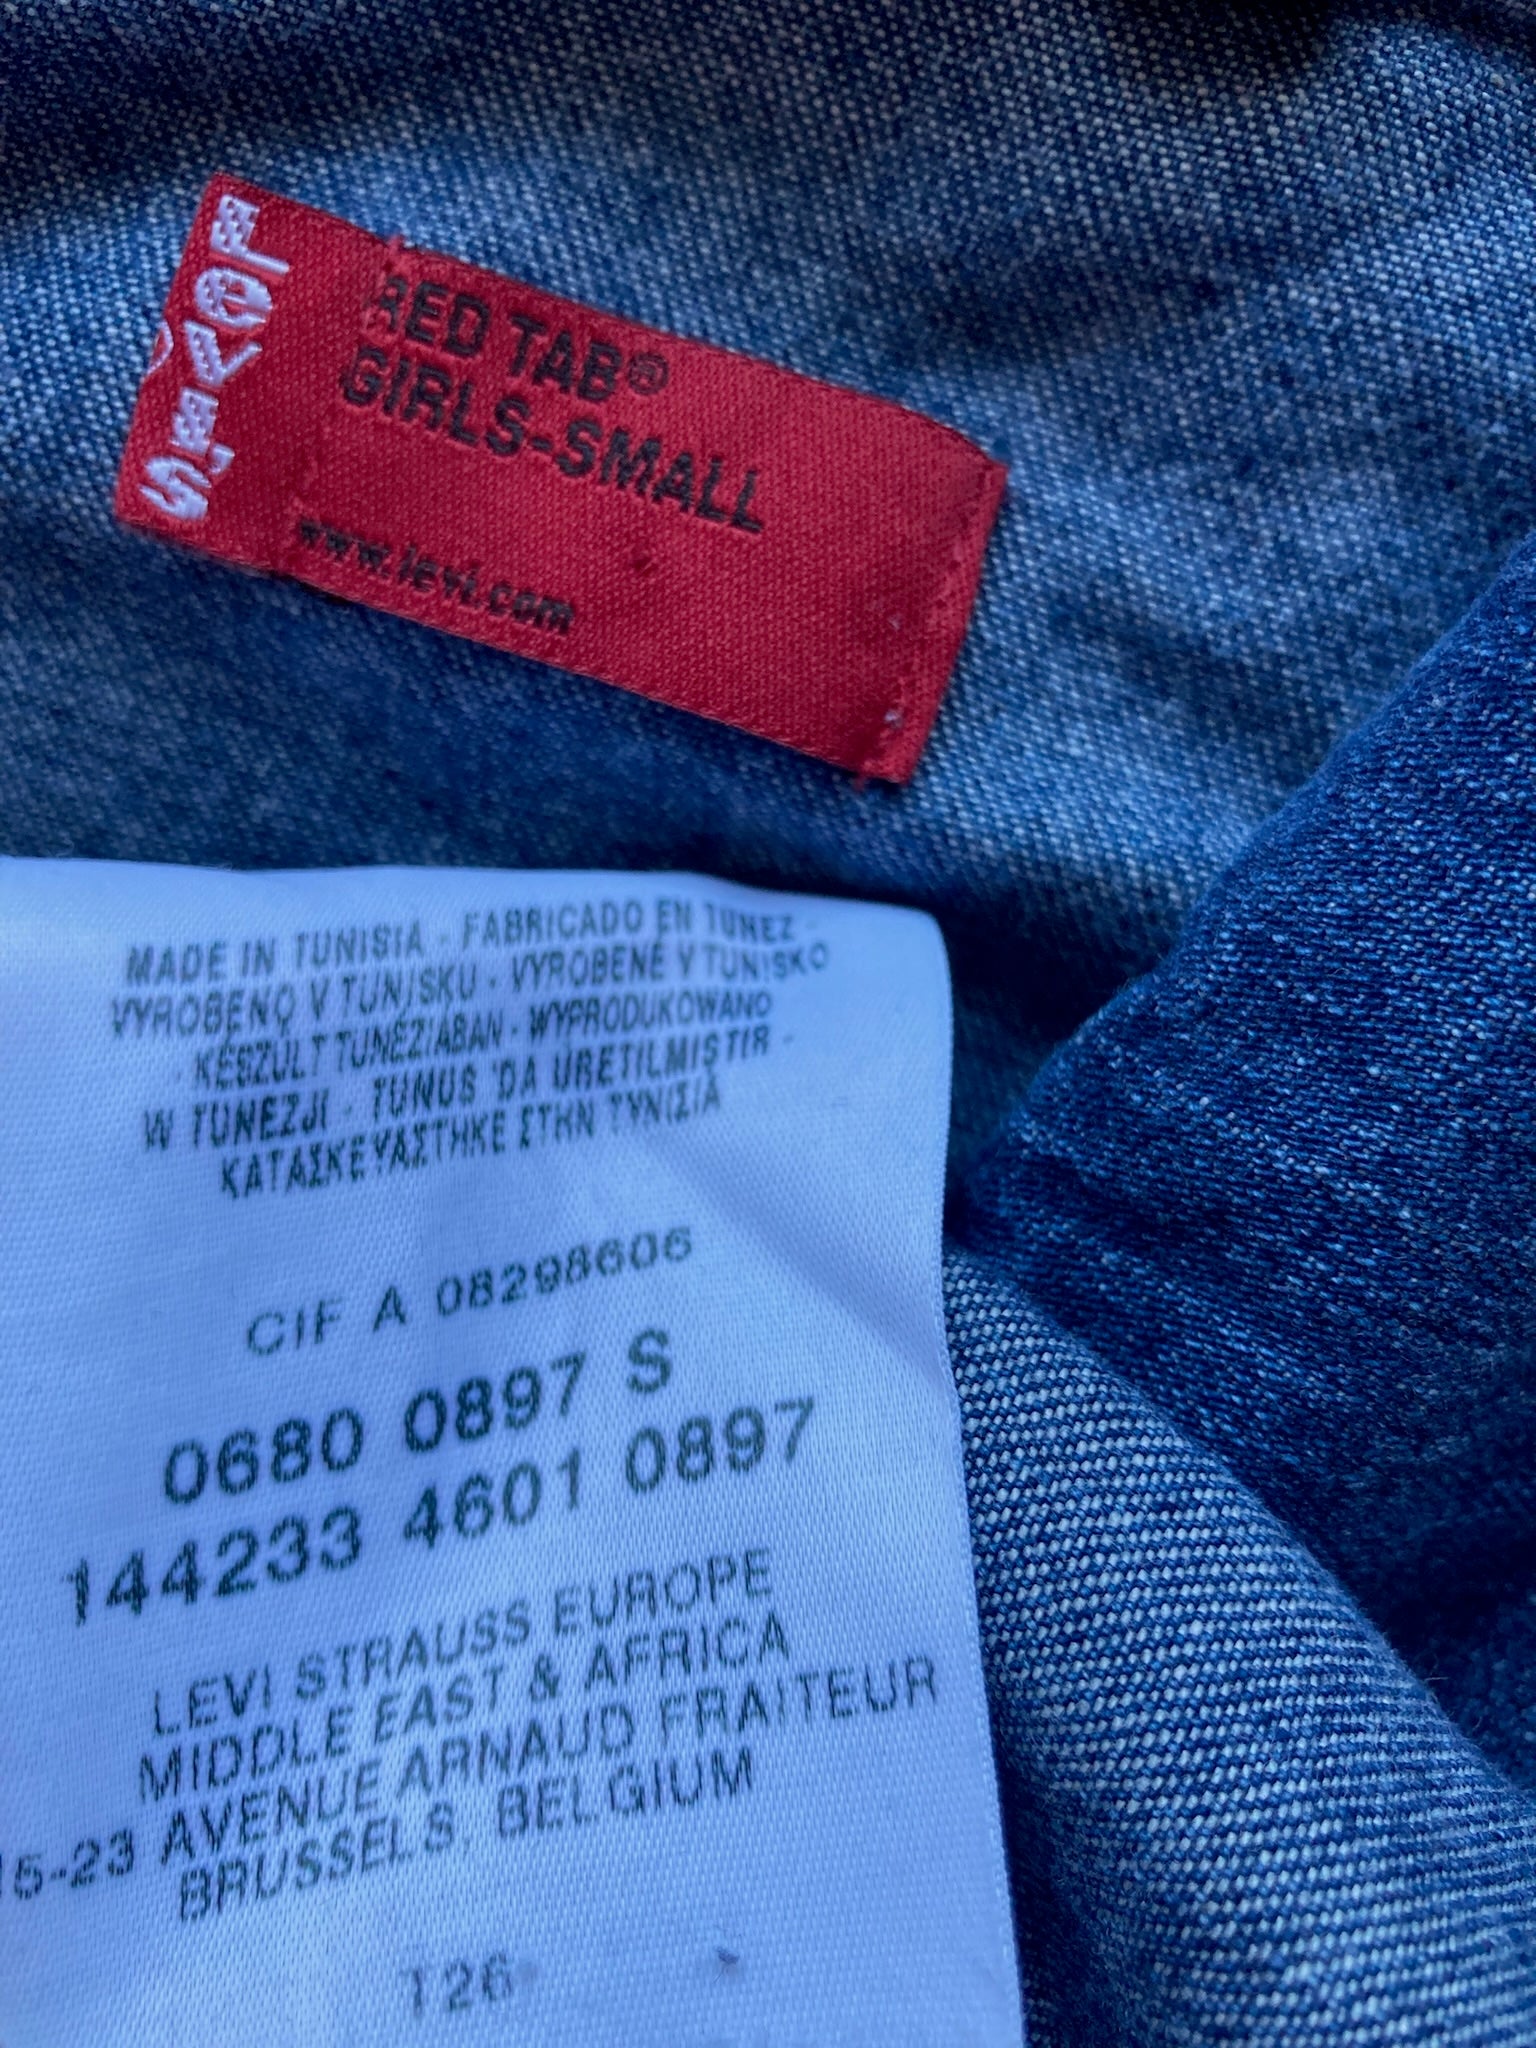 LEVI'S
RED TAB®
GIRLS-SMALL
www.levi.com
MADE IN TUNISIA - FABRICADO EN TUNEZ -
VYROBENO V TUNISKU - VYROBENÉ V TUNISKO
- KÉSZÜLT TUNÉZIÁBAN - WYPRODUKOWANO
W TUNEZJI - TUNUS 'DA ÜRETILMIŞTIR -
ΚΑΤΑΣΚΕΥΑΣΤΗΚΕ ΣΤΗΝ ΤΥΝΙΣΙΑ
CIF A 08298606
0680 0897 S
144233 4601 0897
LEVI STRAUSS EUROPE
MIDDLE EAST & AFRICA
15-23 AVENUE ARNAUD FRAITEUR
BRUSSELS, BELGIUM
T26